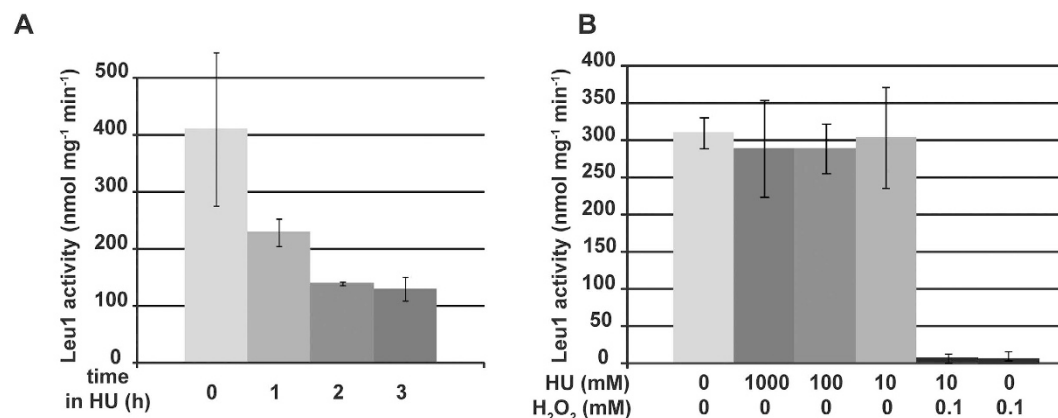 A
Leu1 activity (nmol mg⁻¹ min⁻¹)
500
400
300
200
100
0
time
in HU (h)
0 1 2 3
B
Leu1 activity (nmol mg⁻¹ min⁻¹)
400
350
300
250
200
150
100
50
0
HU (mM) 0 1000 100 10 10 0
H₂O₂ (mM) 0 0 0 0 0.1 0.1